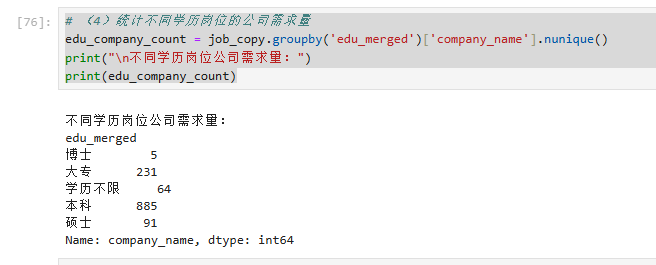 [76]: # （4）统计不同学历岗位的公司需求量
edu_company_count = job_copy.groupby('edu_merged')['company_name'].nunique()
print("\n不同学历岗位公司需求量：")
print(edu_company_count)
不同学历岗位公司需求量：
edu_merged
博士 5
大专 231
学历不限 64
本科 885
硕士 91
Name: company_name, dtype: int64